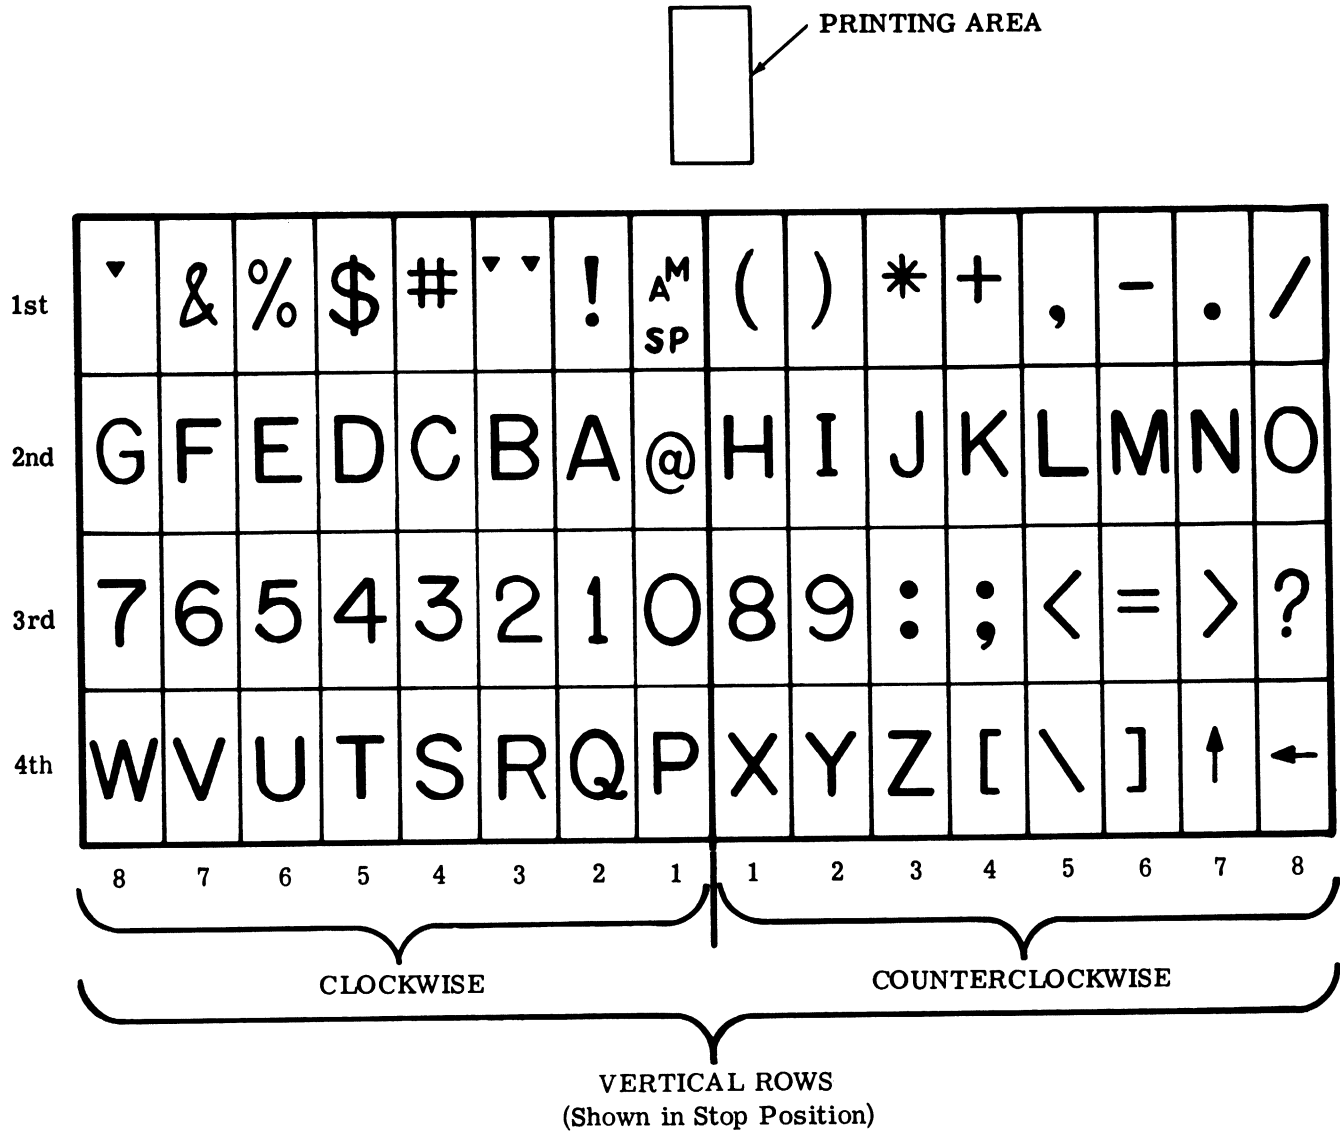 PRINTING AREA
1st ' & % $ # " ! AM SP ( ) * + , - . /
2nd G F E D C B A @ H I J K L M N O
3rd 7 6 5 4 3 2 1 0 8 9 : ; < = > ?
4th W V U T S R Q P X Y Z [ \ ] ↑ ←
8 7 6 5 4 3 2 1 1 2 3 4 5 6 7 8
CLOCKWISE COUNTERCLOCKWISE
VERTICAL ROWS
(Shown in Stop Position)